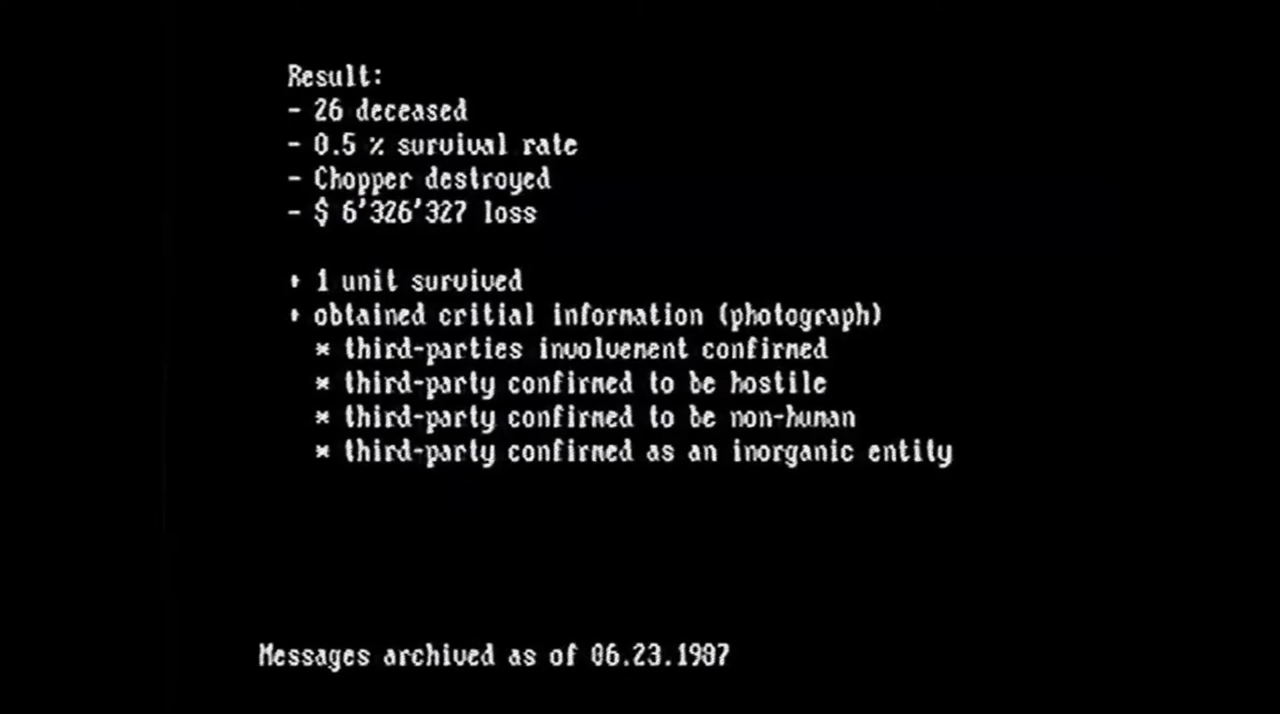 Result:
- 26 deceased
- 0.5 % survival rate
- Chopper destroyed
- $ 6'326'327 loss
+ 1 unit survived
+ obtained critial information (photograph)
* third-parties involvement confirmed
* third-party confirmed to be hostile
* third-party confirmed to be non-human
* third-party confirmed as an inorganic entity
Messages archived as of 06.23.1987